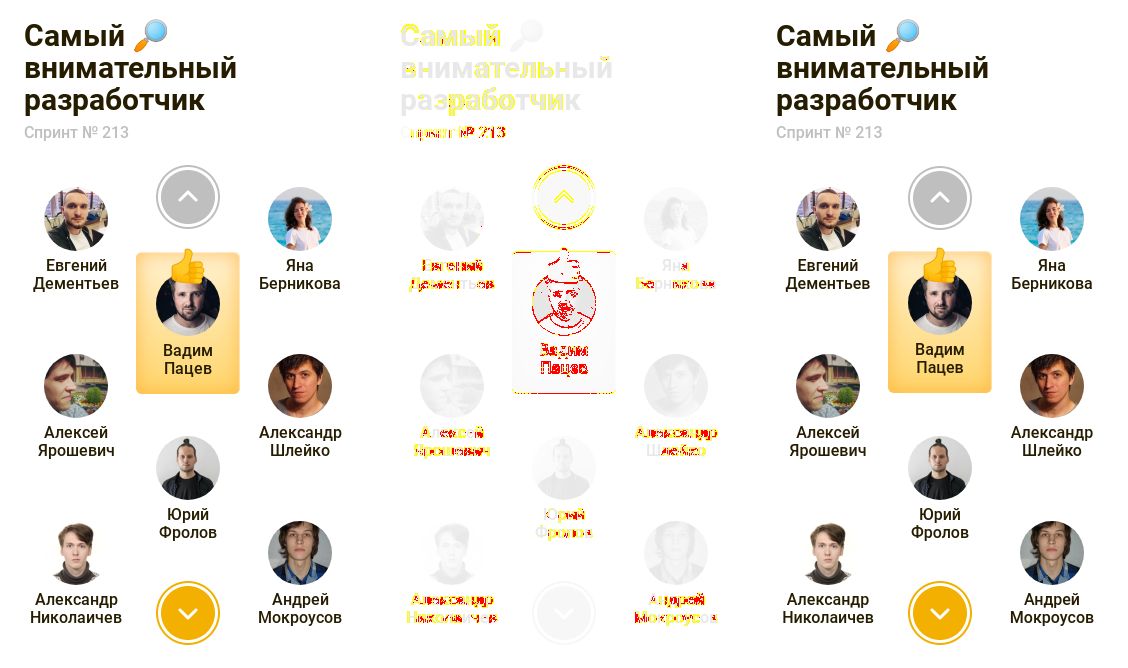 Самый 🔎
внимательный
разработчик
Спринт № 213
Евгений
Дементьев
Яна
Берникова
Вадим
Пацев
Алексей
Ярошевич
Александр
Шлейко
Юрий
Фролов
Александр
Николаичев
Андрей
Мокроусов
Самый 🔎
внимательный
разработчик
Спринт № 213
Евгений
Дементьев
Яна
Берникова
Вадим
Пацев
Алексей
Ярошевич
Александр
Шлейко
Юрий
Фролов
Александр
Николаичев
Андрей
Мокроусов
Самый 🔎
внимательный
разработчик
Спринт № 213
Евгений
Дементьев
Яна
Берникова
Вадим
Пацев
Алексей
Ярошевич
Александр
Шлейко
Юрий
Фролов
Александр
Николаичев
Андрей
Мокроусов